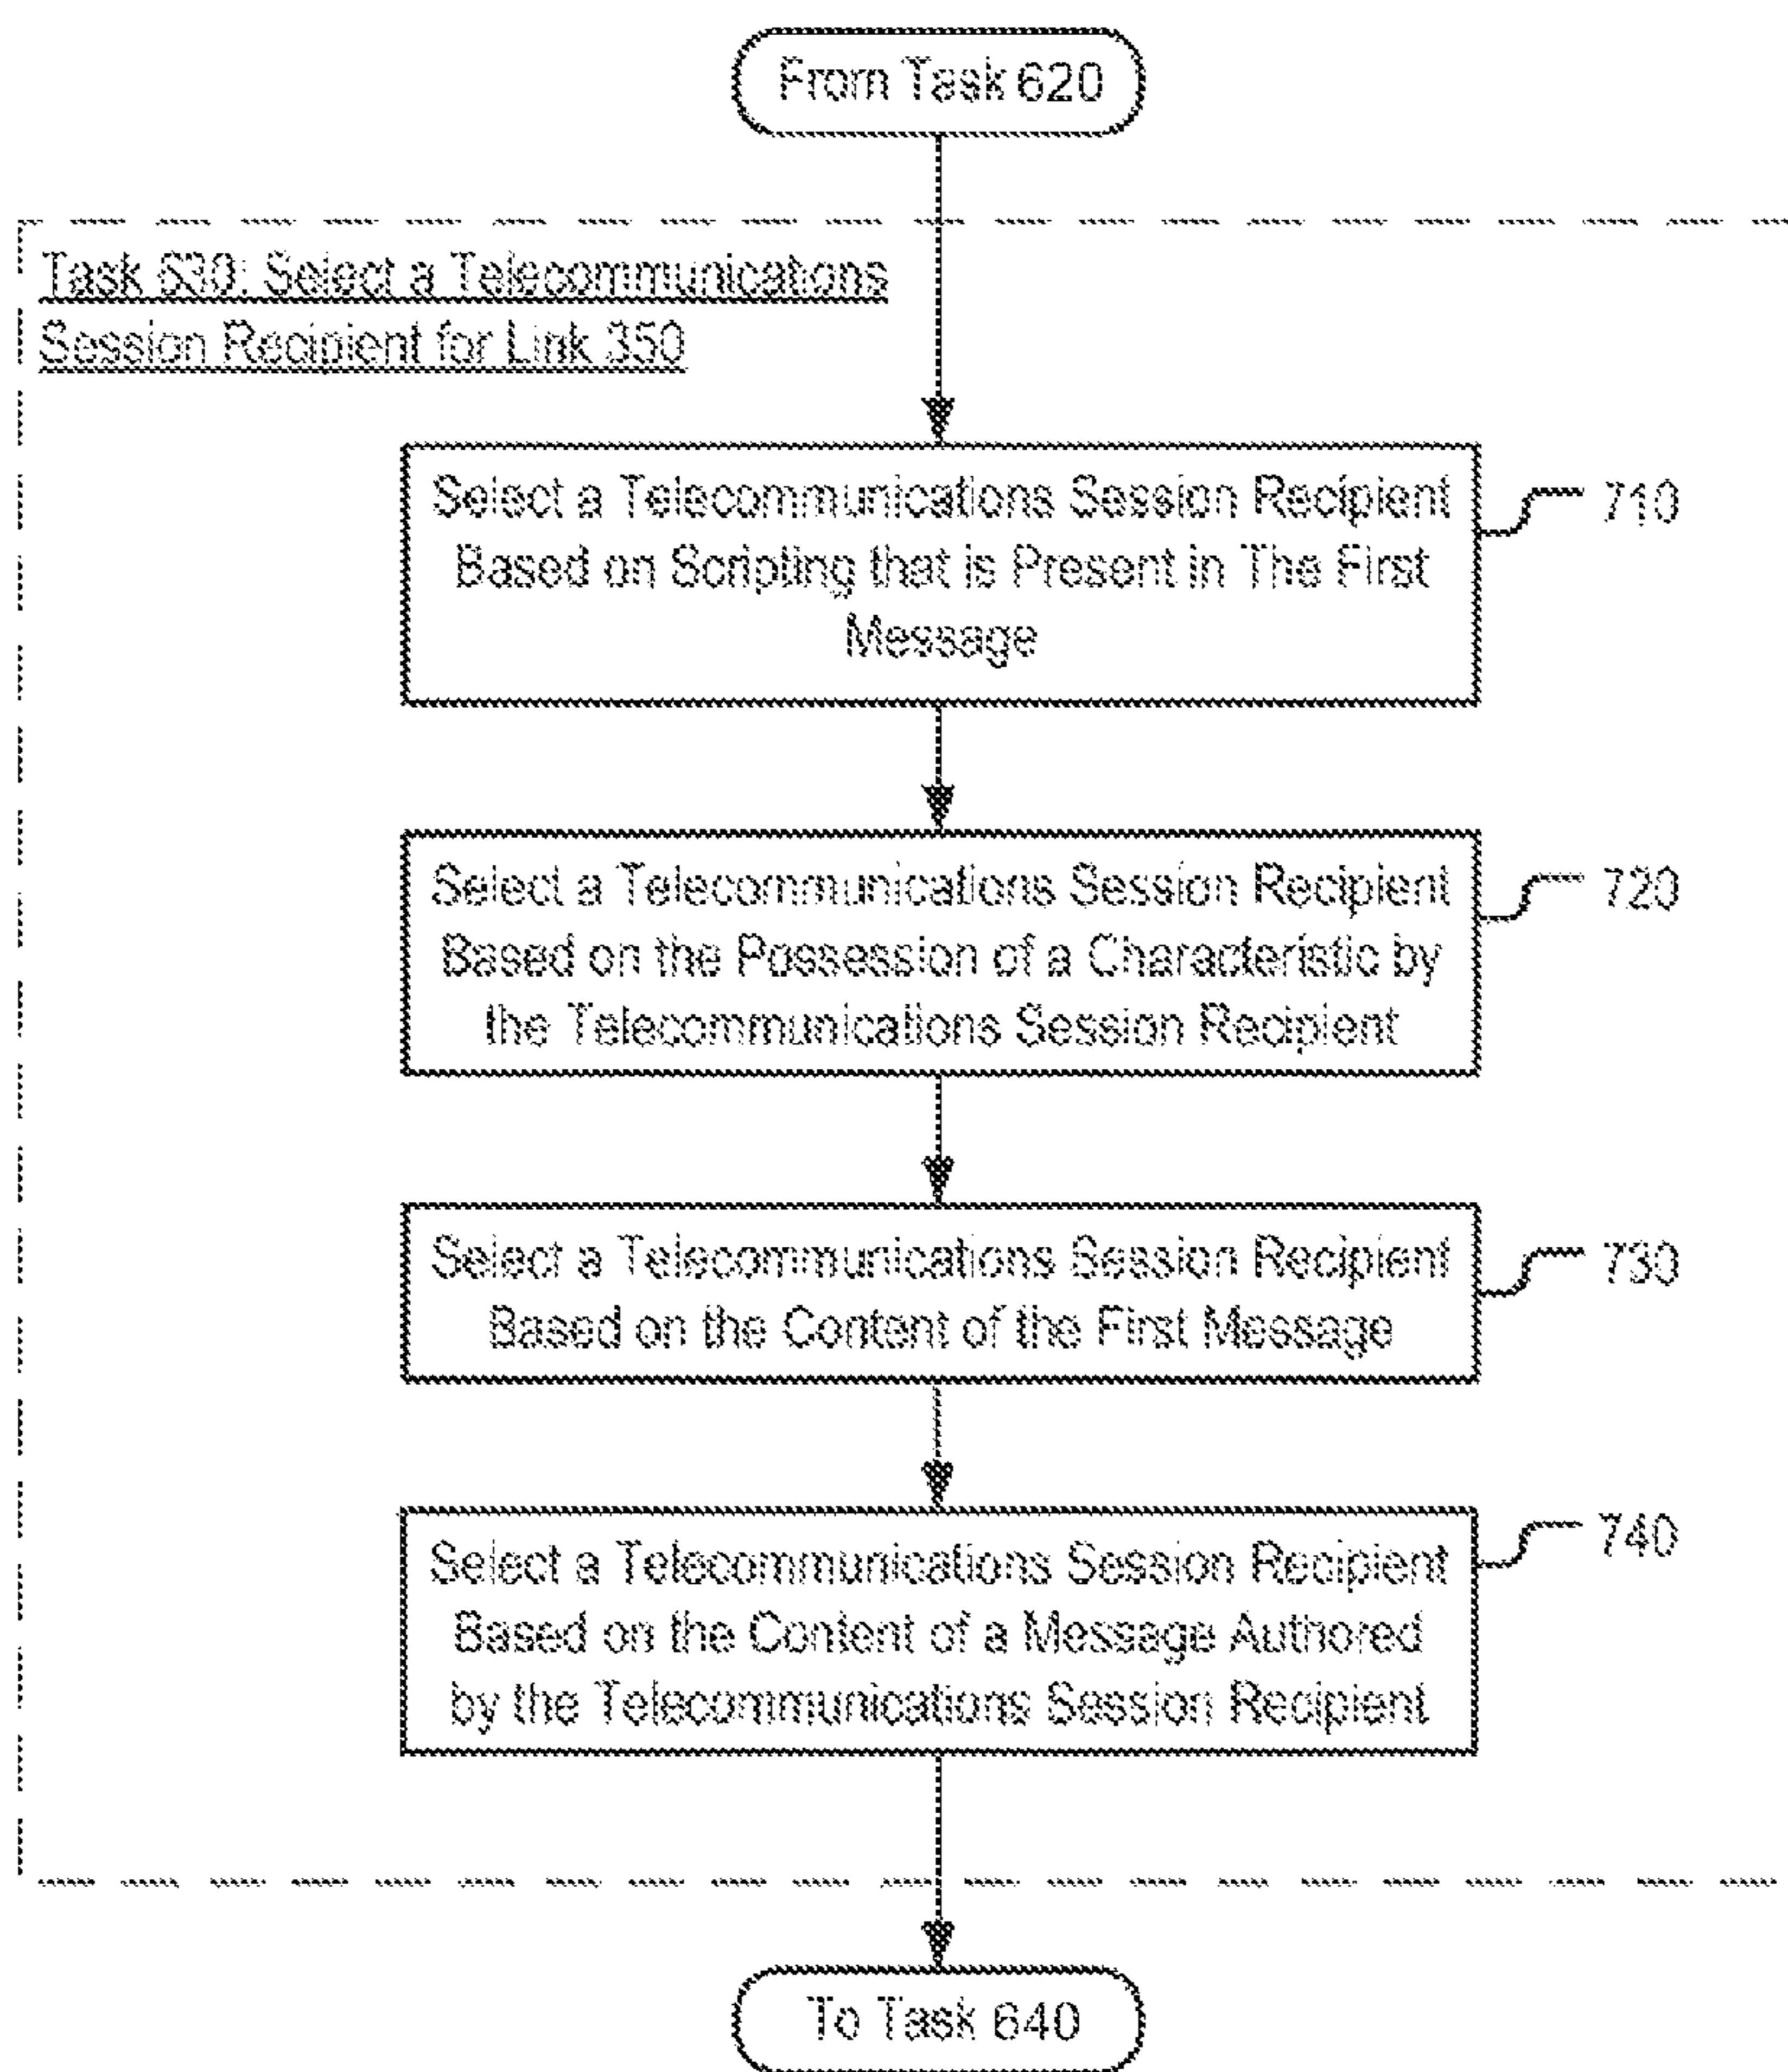 From Task 620
Task 630: Select a Telecommunications
Session Recipient for Link 350
Select a Telecommunications Session Recipient
Based on Scripting that is Present in The First
Message
710
Select a Telecommunications Session Recipient
Based on the Possession of a Characteristic by
the Telecommunications Session Recipient
720
Select a Telecommunications Session Recipient
Based on the Content of the First Message
730
Select a Telecommunications Session Recipient
Based on the Content of a Message Authored
by the Telecommunications Session Recipient
740
To Task 640